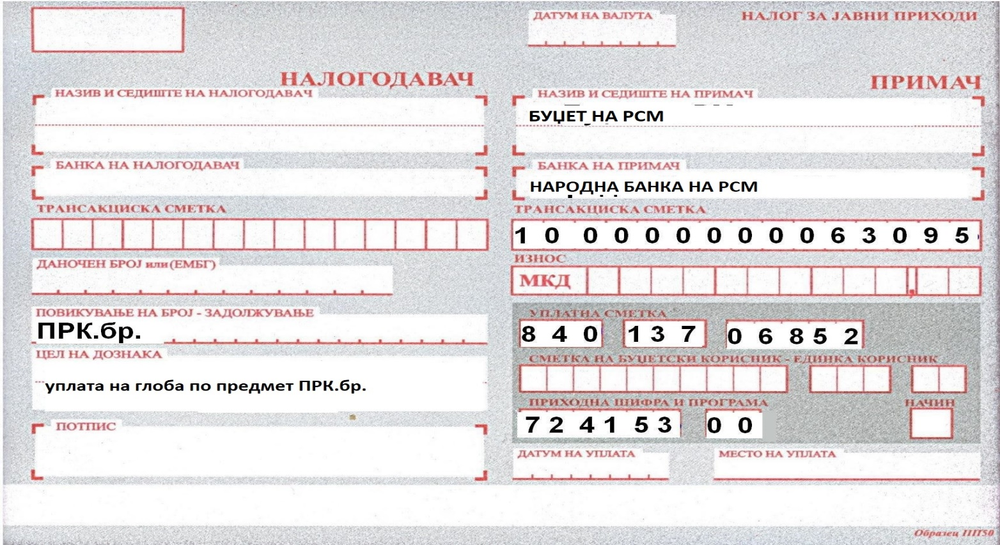 ДАТУМ НА ВАЛУТА
НАЛОГ ЗА ЈАВНИ ПРИХОДИ
НАЛОГОДАВАЧ
ПРИМАЧ
НАЗИВ И СЕДИШТЕ НА НАЛОГОДАВАЧ
НАЗИВ И СЕДИШТЕ НА ПРИМАЧ
БУЏЕТ НА РСМ
БАНКА НА НАЛОГОДАВАЧ
БАНКА НА ПРИМАЧ
НАРОДНА БАНКА НА РСМ
ТРАНСАКЦИСКА СМЕТКА
ТРАНСАКЦИСКА СМЕТКА
1 0 0 0 0 0 0 0 0 0 6 3 0 9 5
ДАНОЧЕН БРОЈ или (ЕМБГ)
ИЗНОС
МКД ,
ПОВИКУВАЊЕ НА БРОЈ - ЗАДОЛЖУВАЊЕ
ПРК.бр.
УПЛАТНА СМЕТКА
8 4 0 1 3 7 0 6 8 5 2
ЦЕЛ НА ДОЗНАКА
уплата на глоба по предмет ПРК.бр.
СМЕТКА НА БУЏЕТСКИ КОРИСНИК - ЕДИНКА КОРИСНИК
ПРИХОДНА ШИФРА И ПРОГРАМА
НАЧИН
7 2 4 1 5 3 0 0
ПОТПИС
ДАТУМ НА УПЛАТА
МЕСТО НА УПЛАТА
Образец ПП50